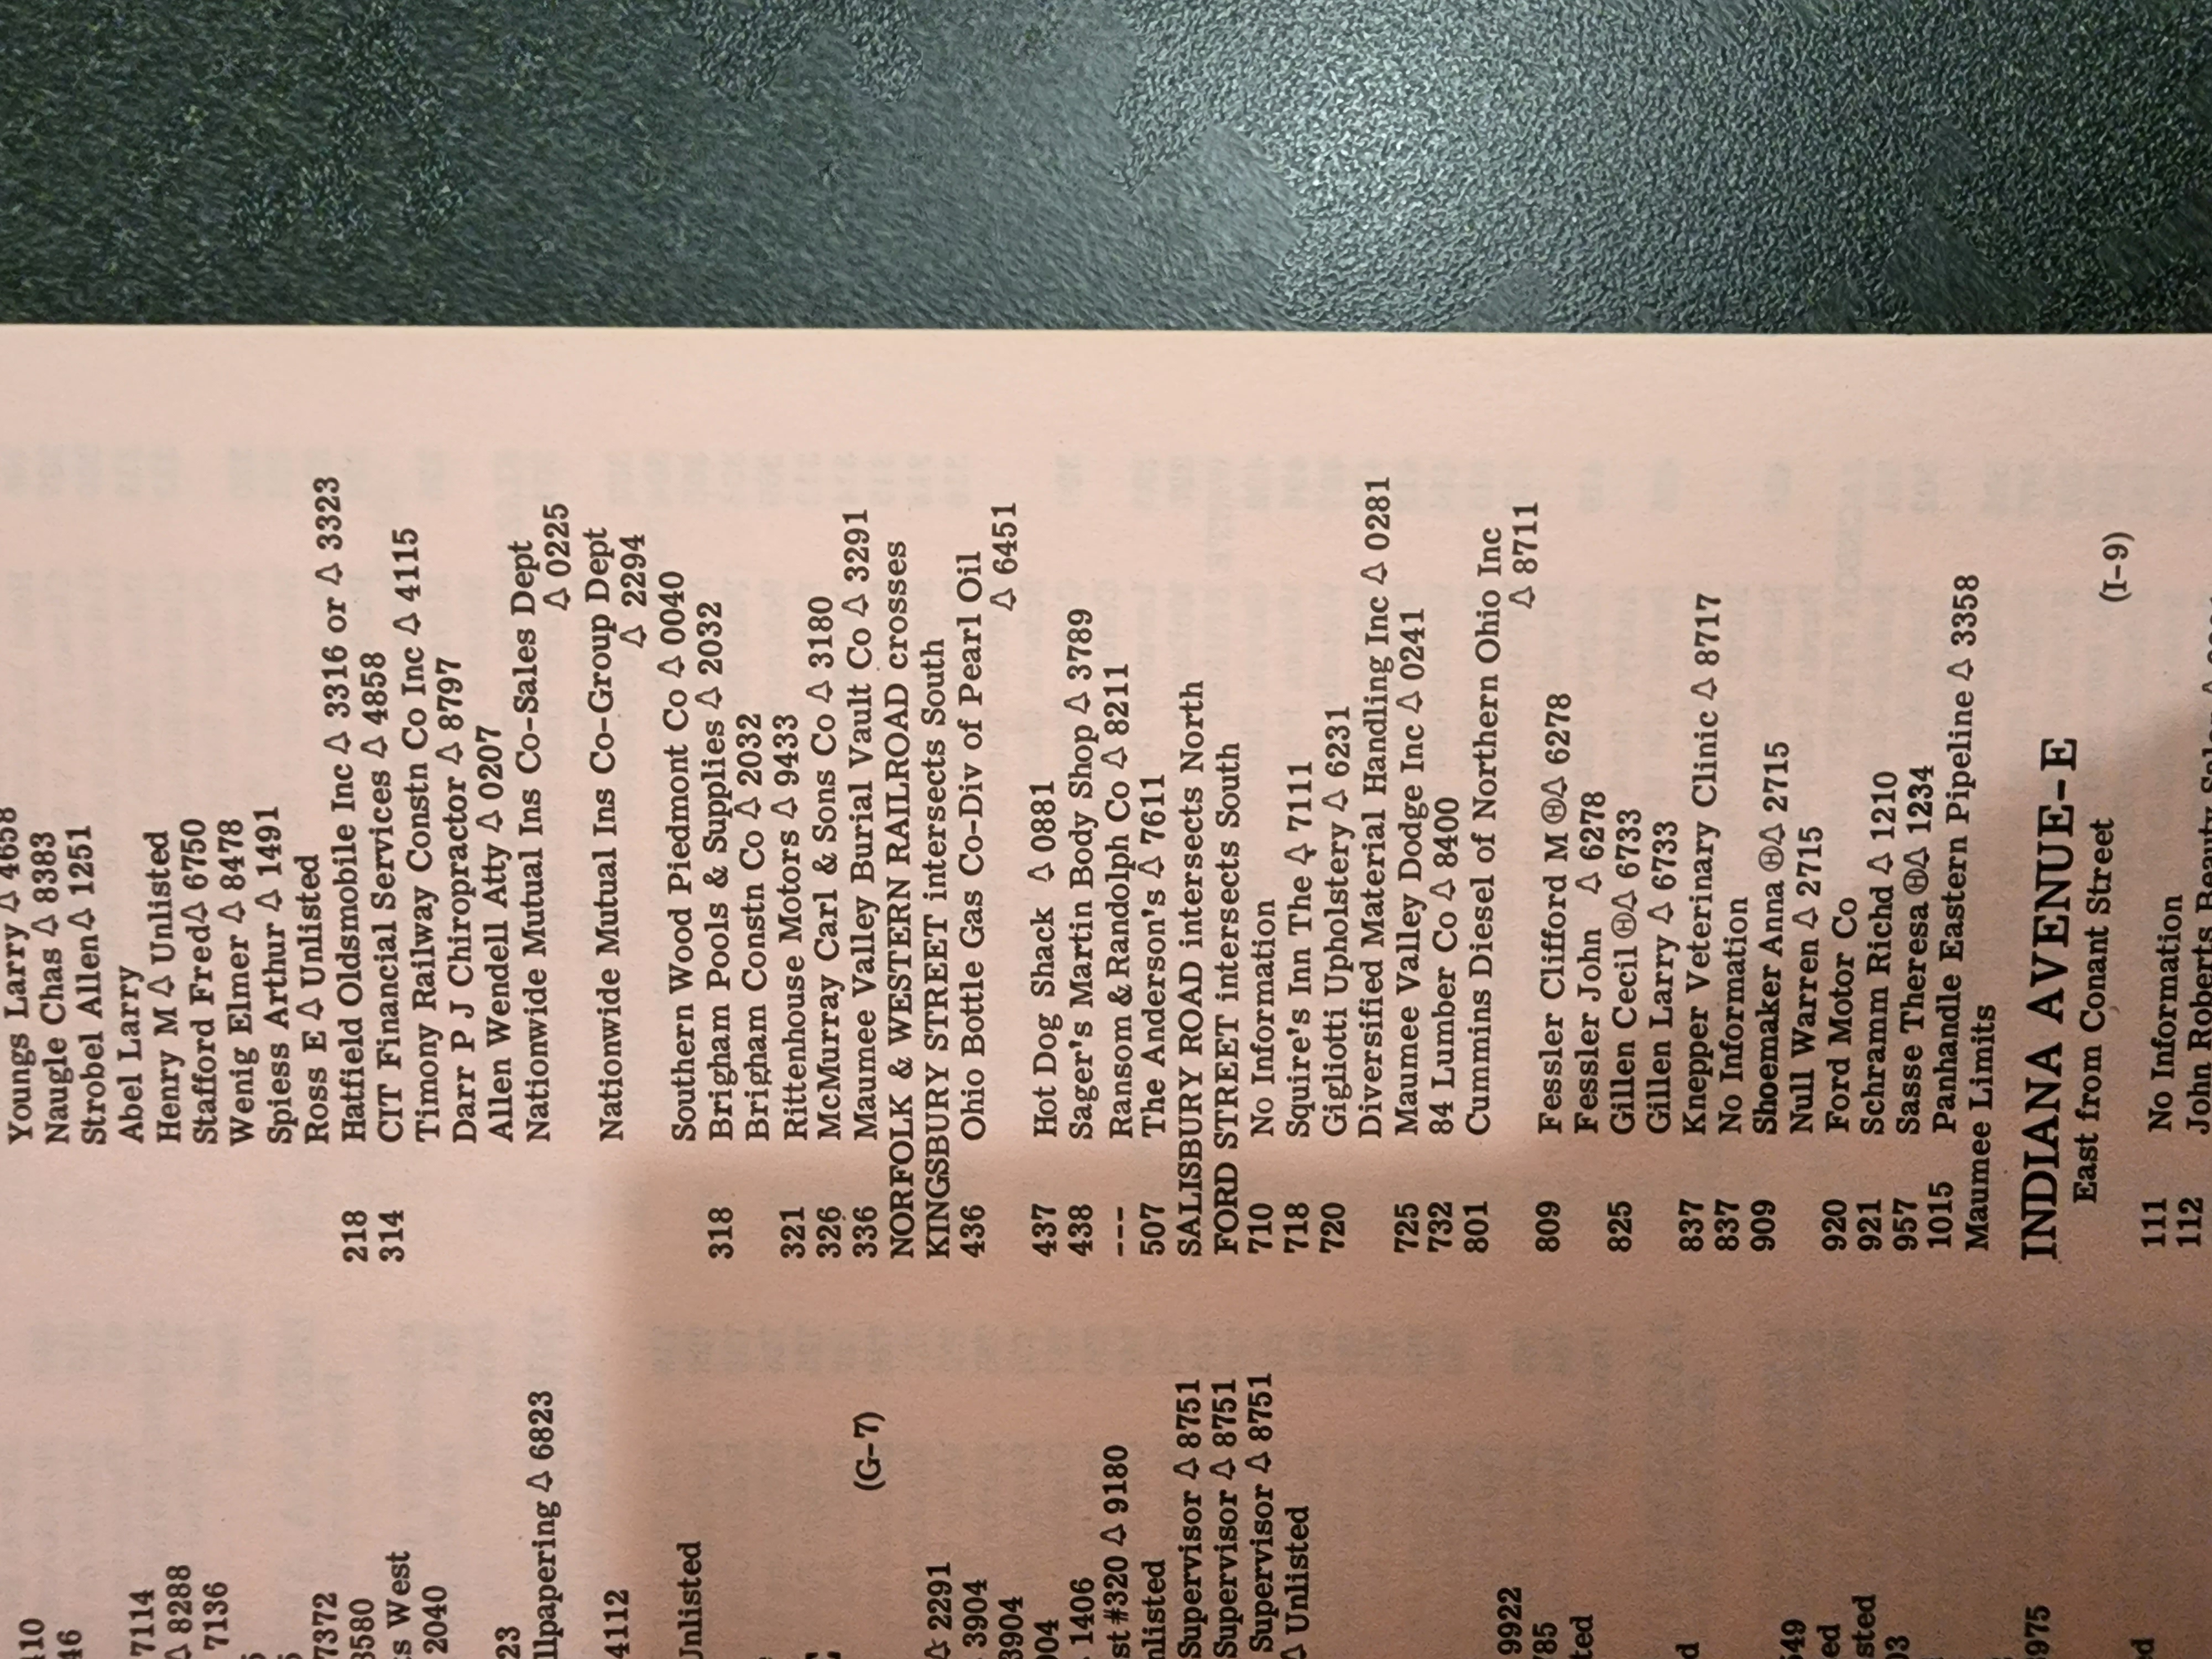 110
46
7114
8288
7136
7372
3580
West
2040
23
6823
4112
Unlisted
(G-7)
2291
3904
3904
004
1406
#320 9180
Supervisor 8751
Supervisor 8751
Supervisor 8751
Unlisted
9922
785
549
03
3975
Youngs Larry 4658
Naugle Chas 8383
Strobel Allen 1251
Abel Larry
Henry M Unlisted
Stafford Fred 6750
Wenig Elmer 8478
Spiess Arthur 1491
Ross E Unlisted
218 Hatfield Oldsmobile Inc 3316 or 3323
314 CIT Financial Services 4858
Timony Railway Constn Co Inc 4115
Darr P J Chiropractor 8797
Allen Wendell Atty 0207
Nationwide Mutual Ins Co-Sales Dept
0225
Nationwide Mutual Ins Co-Group Dept
2294
Southern Wood Piedmont Co 0040
318 Brigham Pools & Supplies 2032
Brigham Constn Co 2032
321 Rittenhouse Motors 9433
326 McMurray Carl & Sons Co 3180
336 Maumee Valley Burial Vault Co 3291
NORFOLK & WESTERN RAILROAD crosses
KINGSBURY STREET intersects South
436 Ohio Bottle Gas Co-Div of Pearl Oil
6451
437 Hot Dog Shack 0881
438 Sager's Martin Body Shop 3789
--- Ransom & Randolph Co 8211
507 The Anderson's 7611
SALISBURY ROAD intersects North
FORD STREET intersects South
710 No Information
718 Squire's Inn The 7111
720 Gigliotti Upholstery 6231
Diversified Material Handling Inc 0281
725 Maumee Valley Dodge Inc 0241
732 84 Lumber Co 8400
801 Cummins Diesel of Northern Ohio Inc
8711
809 Fessler Clifford M Ⓗ 6278
Fessler John 6278
825 Gillen Cecil Ⓗ 6733
Gillen Larry 6733
837 Knepper Veterinary Clinic 8717
837 No Information
909 Shoemaker Anna Ⓗ 2715
Null Warren 2715
920 Ford Motor Co
921 Schramm Richd 1210
957 Sasse Theresa Ⓗ 1234
1015 Panhandle Eastern Pipeline 3358
Maumee Limits
INDIANA AVENUE-E
East from Conant Street (I-9)
111 No Information
112 John Roberts Beauty Salon